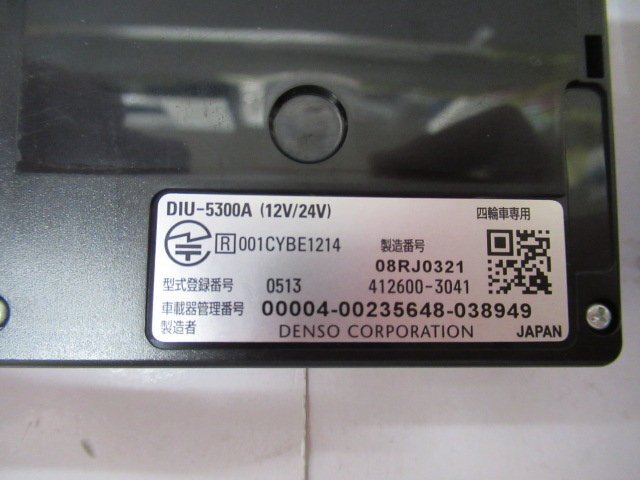 DIU-5300A (12V/24V) 四輪車専用
R 001CYBE1214 製造番号
08RJ0321
型式登録番号 0513 412600-3041
車載器管理番号 00004-00235648-038949
製造者 DENSO CORPORATION JAPAN